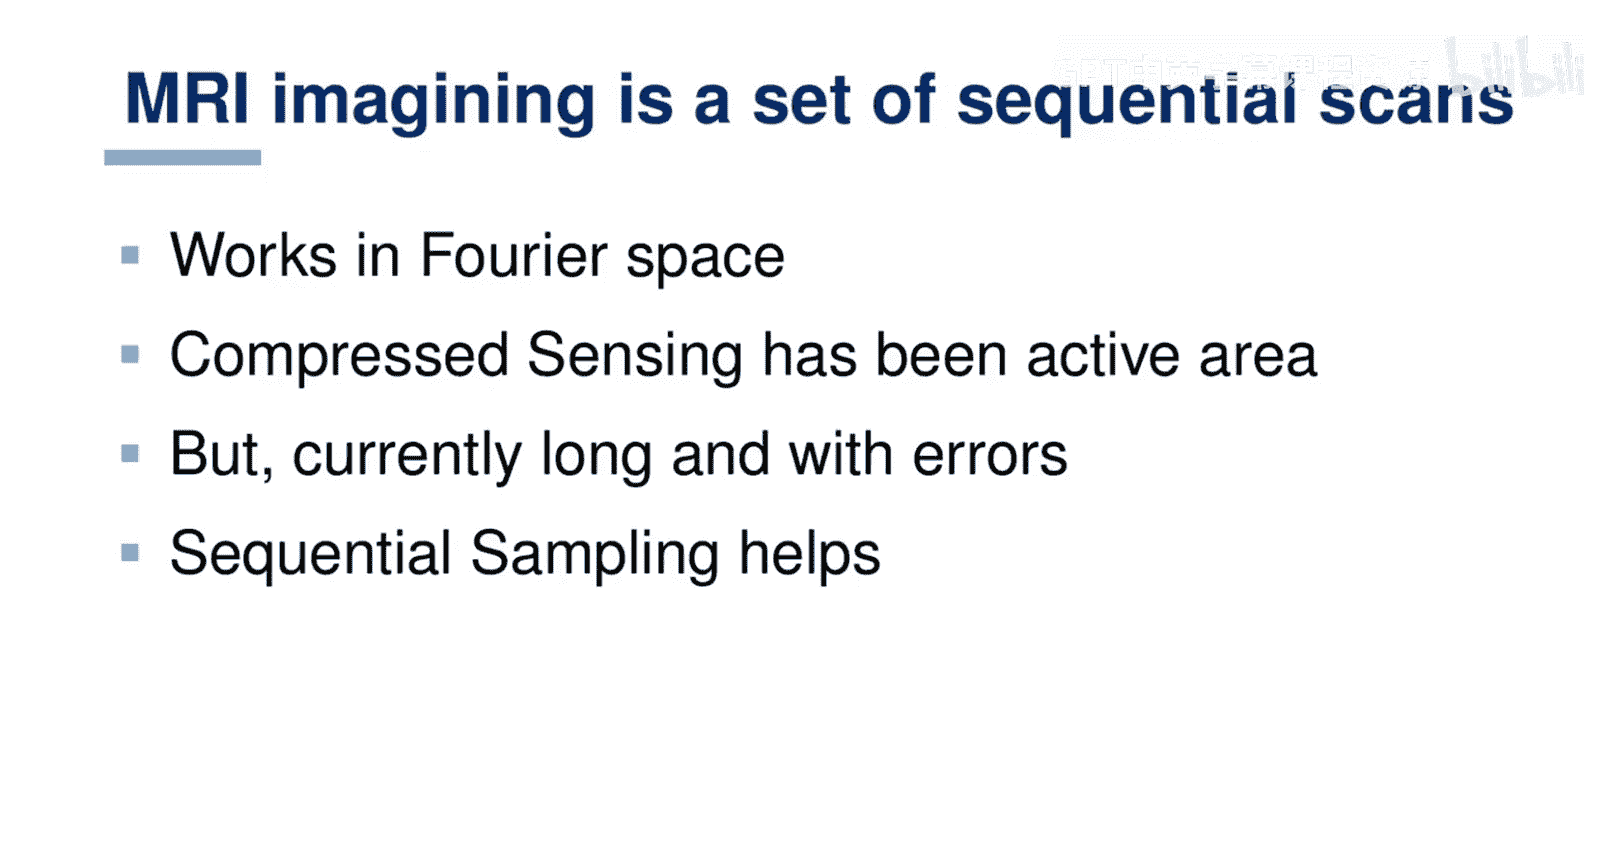 MRI imagining is a set of sequential scans
Works in Fourier space
Compressed Sensing has been active area
But, currently long and with errors
Sequential Sampling helps
bilibili